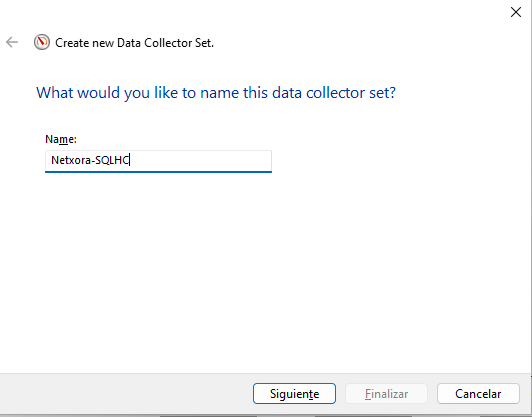 Create new Data Collector Set.
What would you like to name this data collector set?
Name:
Netxora-SQLHC
Siguiente
Finalizar
Cancelar